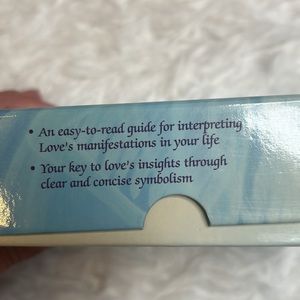 • An easy-to-read guide for interpreting
Love's manifestations in your life
• Your key to love's insights through
clear and concise symbolism